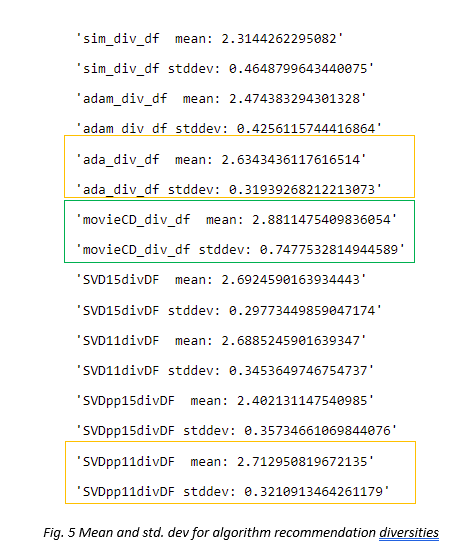 'sim_div_df  mean: 2.3144262295082'
'sim_div_df stddev: 0.4648799643440075'
'adam_div_df  mean: 2.474383294301328'
'adam_div_df stddev: 0.4256115744416864'
'ada_div_df  mean: 2.6343436117616514'
'ada_div_df stddev: 0.31939268212213073'
'movieCD_div_df  mean: 2.8811475409836054'
'movieCD_div_df stddev: 0.7477532814944589'
'SVD15divDF  mean: 2.6924590163934443'
'SVD15divDF stddev: 0.29773449859047174'
'SVD11divDF  mean: 2.6885245901639347'
'SVD11divDF stddev: 0.3453649746754737'
'SVDpp15divDF  mean: 2.402131147540985'
'SVDpp15divDF stddev: 0.35734661069844076'
'SVDpp11divDF  mean: 2.712950819672135'
'SVDpp11divDF stddev: 0.3210913464261179'
Fig. 5 Mean and std. dev for algorithm recommendation diversities